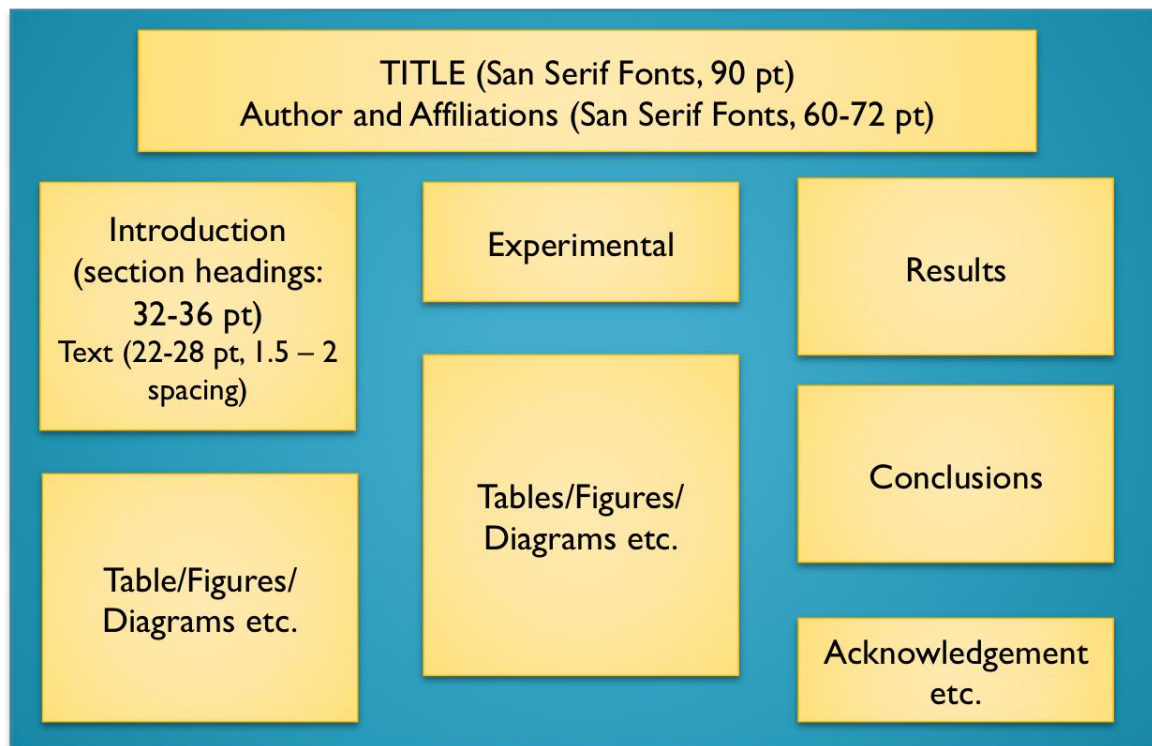 TITLE (San Serif Fonts, 90 pt)
Author and Affiliations (San Serif Fonts, 60-72 pt)
Introduction
(section headings:
32-36 pt)
Text (22-28 pt, 1.5 – 2
spacing)
Table/Figures/
Diagrams etc.
Experimental
Tables/Figures/
Diagrams etc.
Results
Conclusions
Acknowledgement
etc.